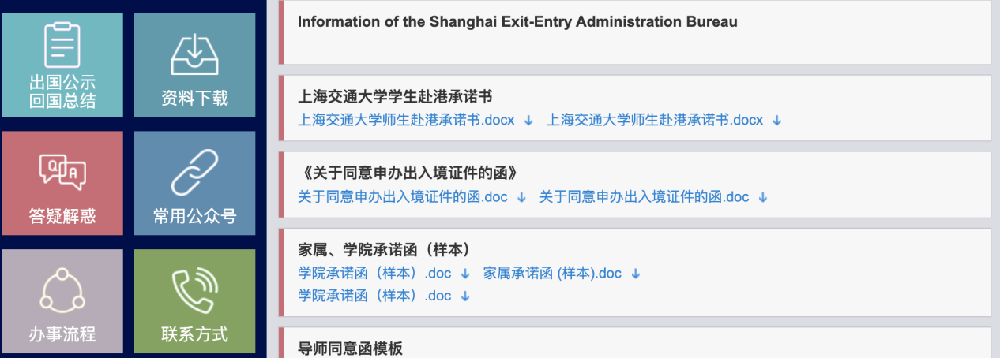 出国公示
回国总结
资料下载
QA
答疑解惑
常用公众号
办事流程
联系方式
Information of the Shanghai Exit-Entry Administration Bureau
上海交通大学学生赴港承诺书
上海交通大学师生赴港承诺书.docx ↓ 上海交通大学师生赴港承诺书.docx ↓
《关于同意申办出入境证件的函》
关于同意申办出入境证件的函.doc ↓ 关于同意申办出入境证件的函.doc ↓
家属、学院承诺函（样本）
学院承诺函（样本）.doc ↓ 家属承诺函 (样本).doc ↓
学院承诺函（样本）.doc ↓
导师同意函模板